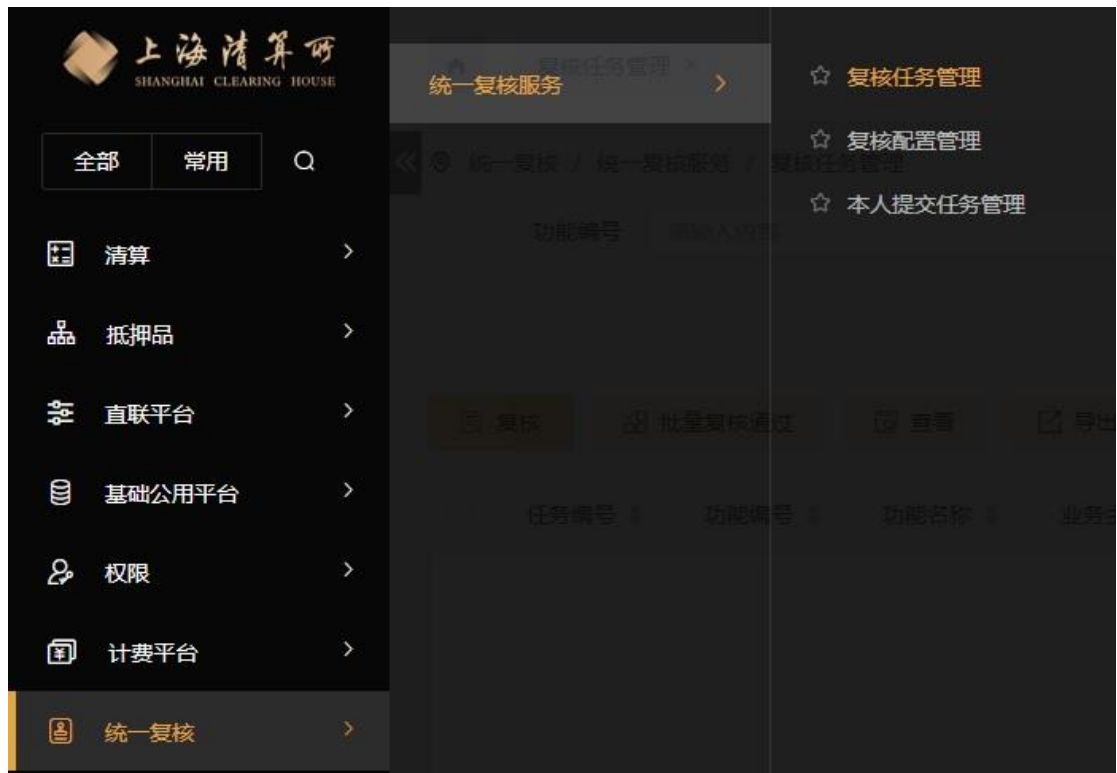 上海清算所
SHANGHAI CLEARING HOUSE
全部
常用
清算
抵押品
直联平台
基础公用平台
权限
计费平台
统一复核
统一复核服务
复核任务管理
复核配置管理
本人提交任务管理
复核任务管理
统一复核 / 统一复核服务 / 复核任务管理
功能编号
请输入内容
复核
批量复核通过
查看
导出
任务编号
功能编号
功能名称